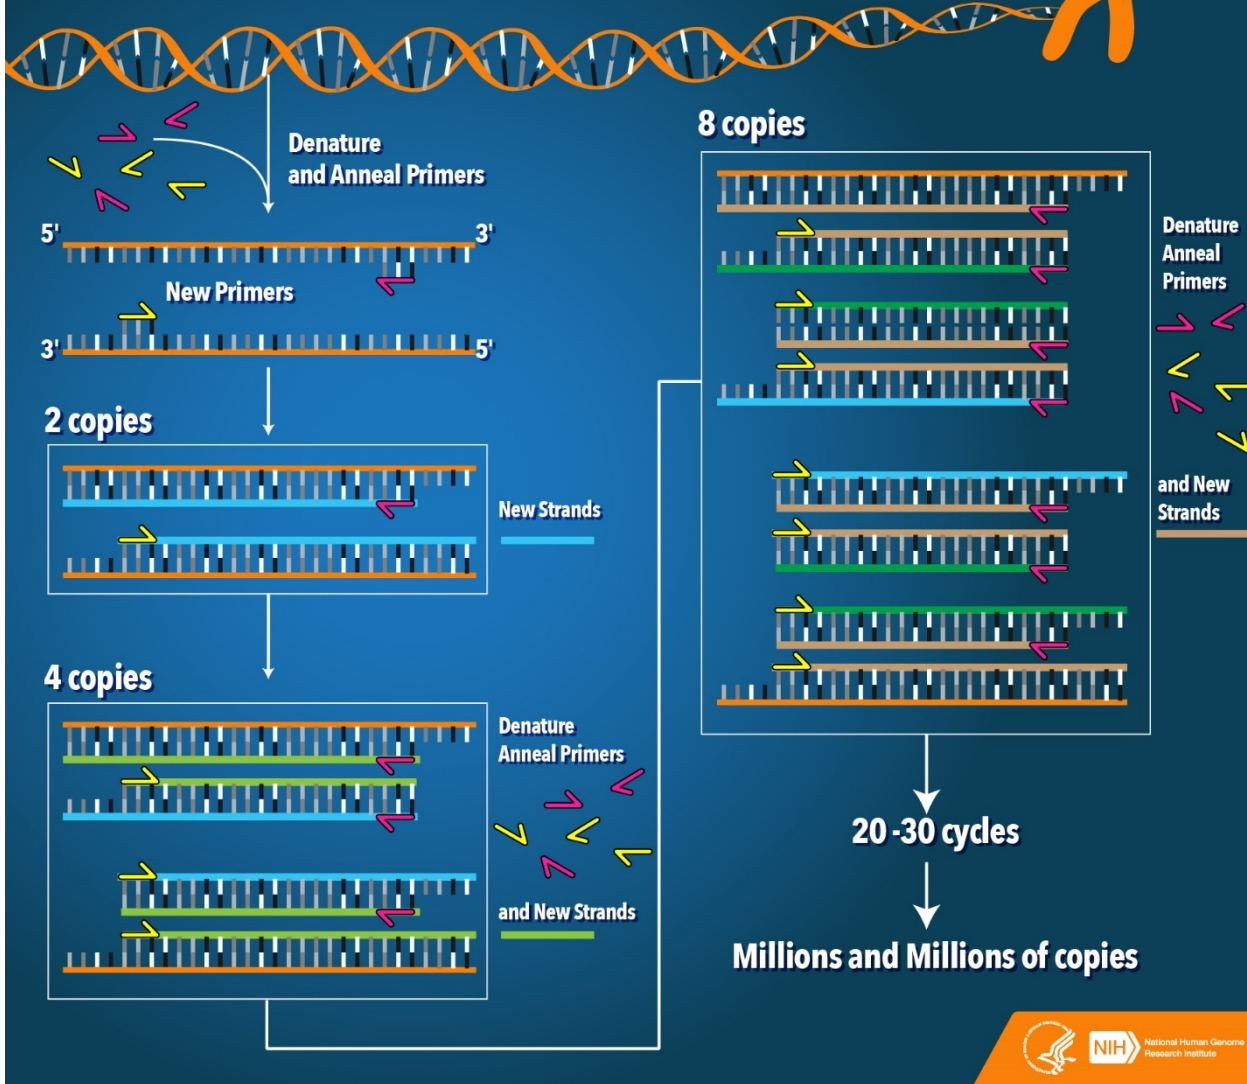 Denature
and Anneal Primers
5'
3'
New Primers
3'
5'
2 copies
New Strands
4 copies
Denature
Anneal Primers
and New Strands
8 copies
Denature
Anneal
Primers
and New
Strands
20 -30 cycles
Millions and Millions of copies
NIH
National Human Genome
Research Institute